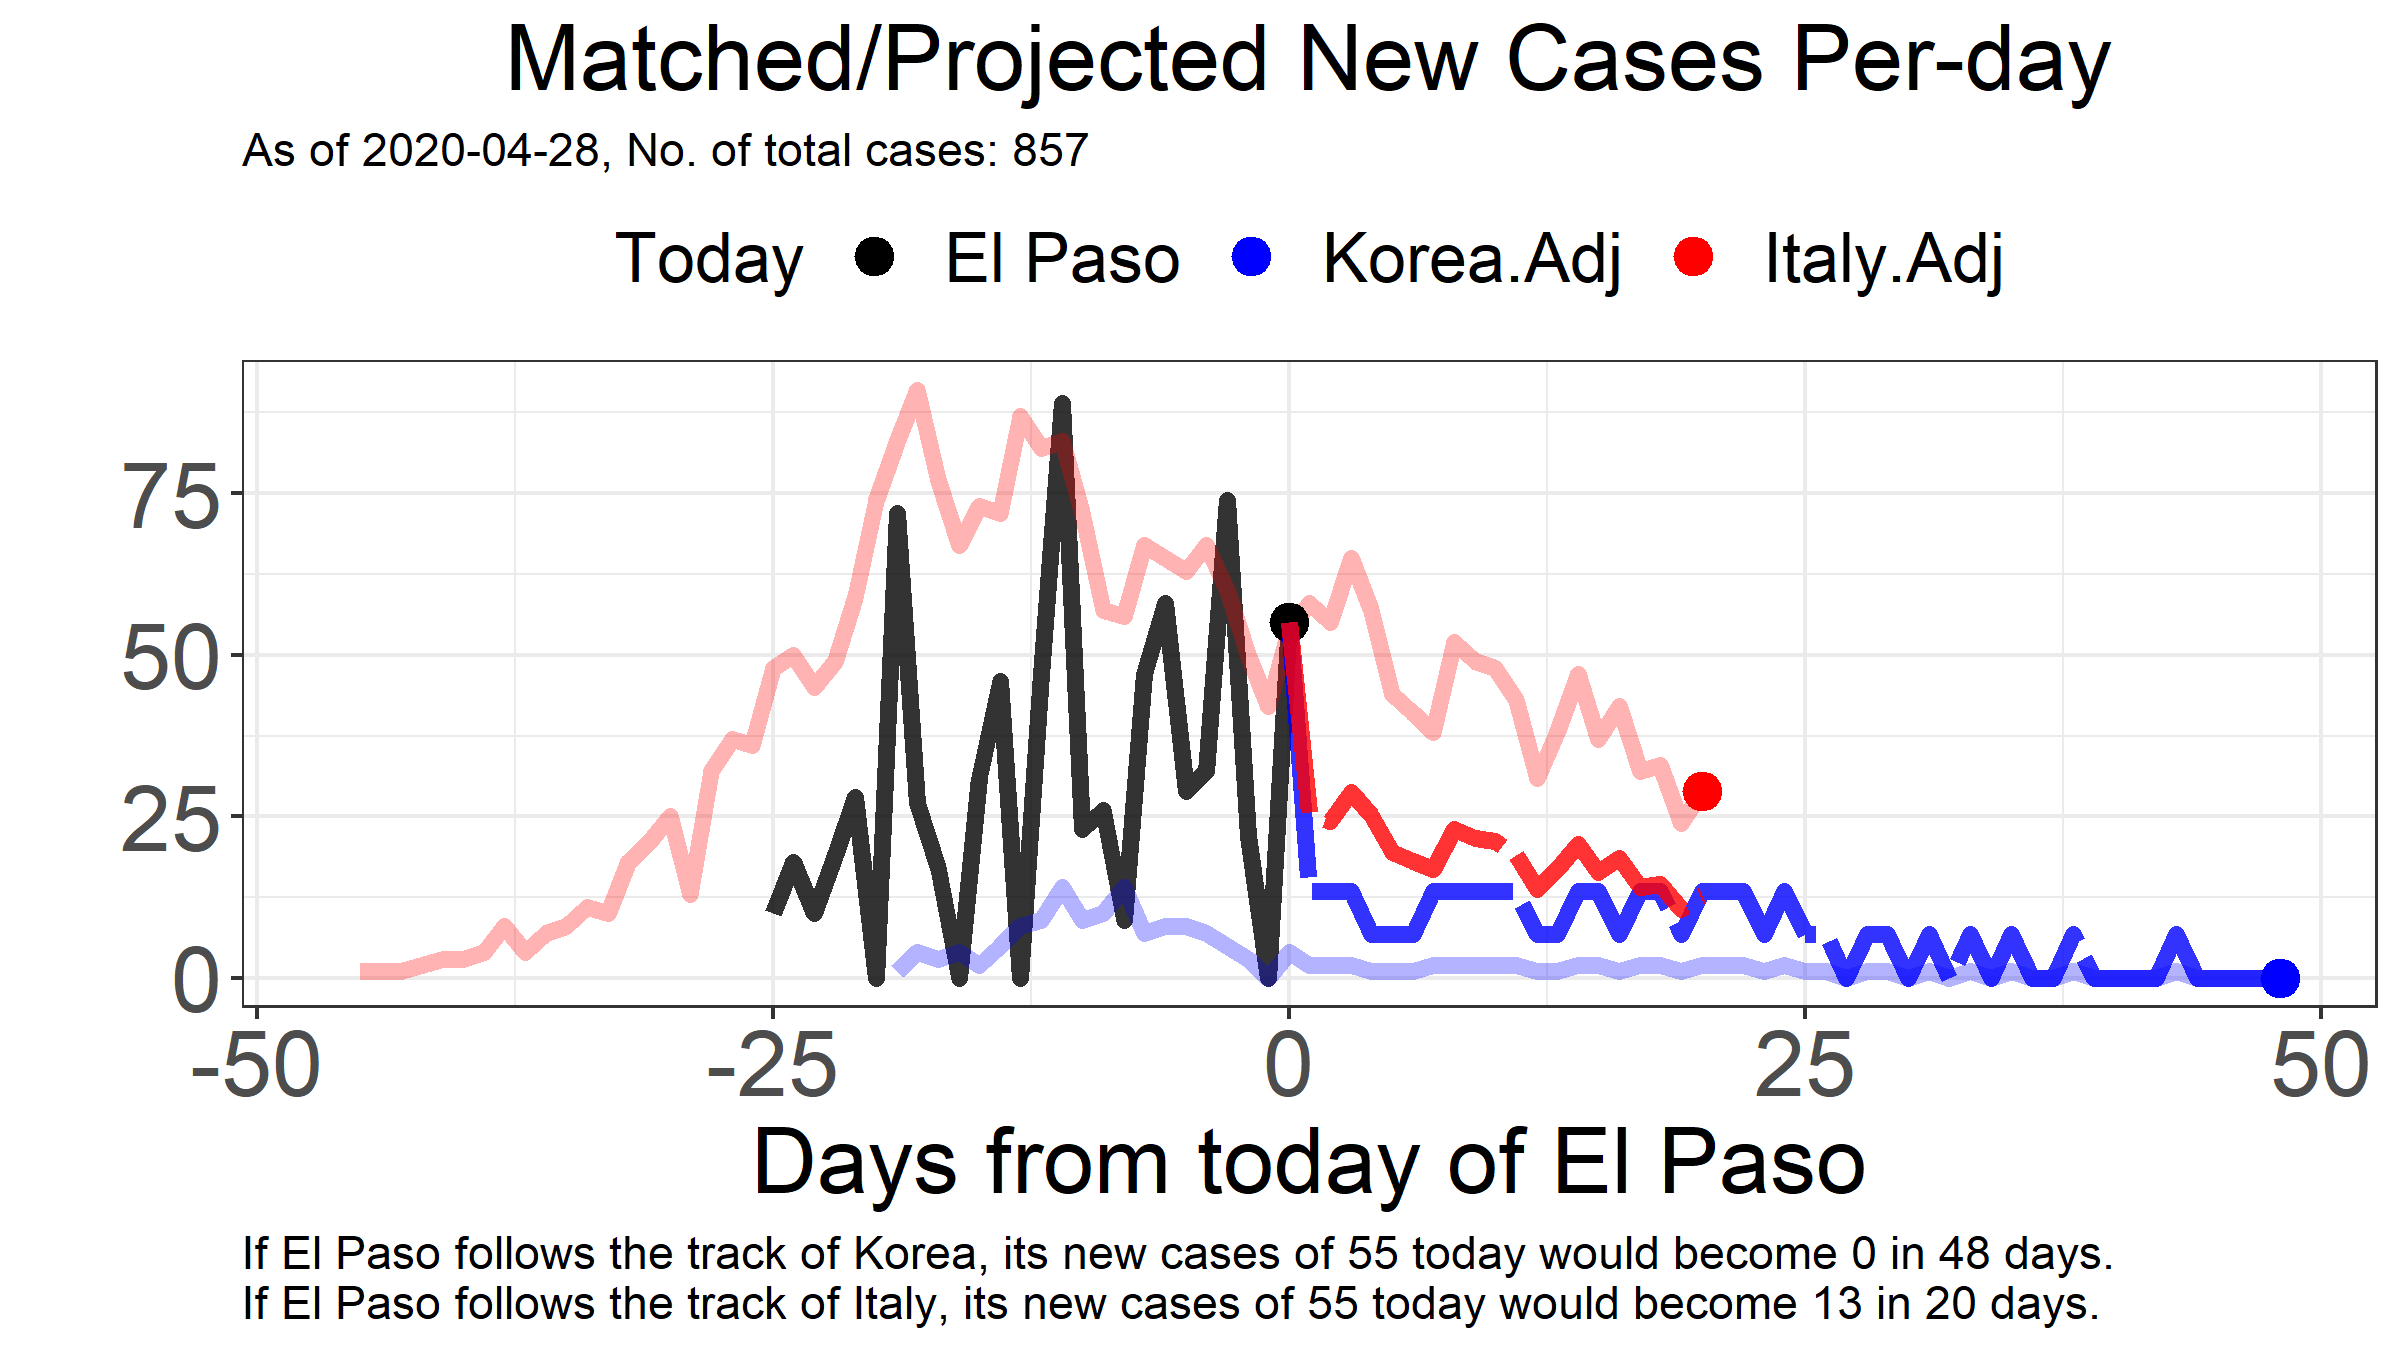 Matched/Projected New Cases Per-day
As of 2020-04-28, No. of total cases: 857
Today El Paso Korea.Adj Italy.Adj
75
50
25
0
-50 -25 0 25 50
Days from today of El Paso
If El Paso follows the track of Korea, its new cases of 55 today would become 0 in 48 days.
If El Paso follows the track of Italy, its new cases of 55 today would become 13 in 20 days.